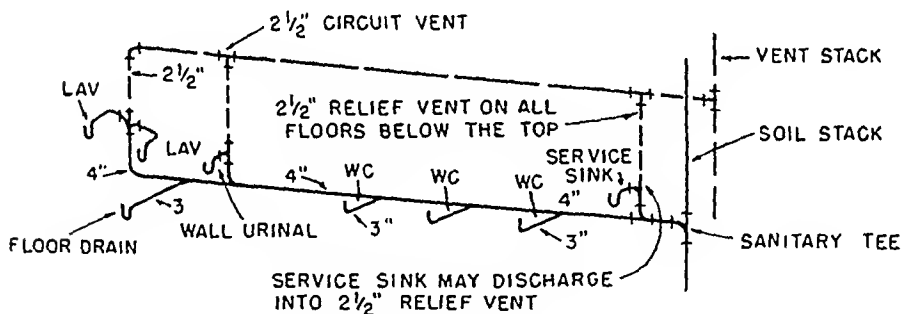 2½" CIRCUIT VENT
VENT STACK
2½"
LAV
2½" RELIEF VENT ON ALL
FLOORS BELOW THE TOP
SOIL STACK
LAV
SERVICE
SINK
4"
4"
WC
WC
WC
4"
3
3"
3"
FLOOR DRAIN
WALL URINAL
SANITARY TEE
SERVICE SINK MAY DISCHARGE
INTO 2½" RELIEF VENT